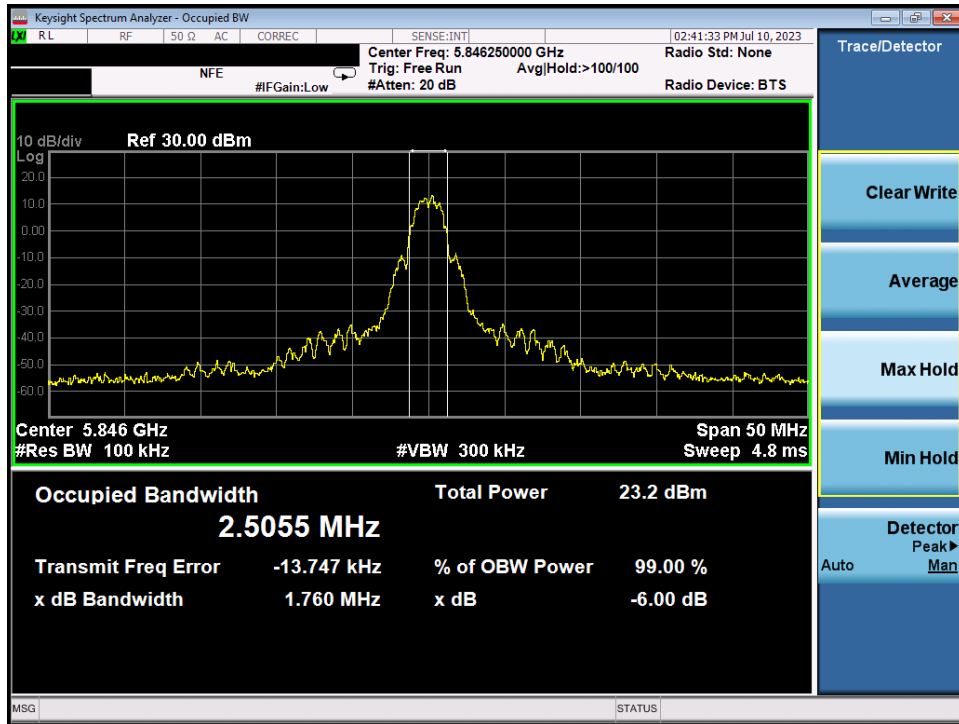 Keysight Spectrum Analyzer - Occupied BW
LXI RL RF 50 Ω AC CORREC SENSE:INT 02:41:33 PM Jul 10, 2023
Center Freq: 5.846250000 GHz Radio Std: None
Trig: Free Run Avg|Hold:>100/100
NFE
#IFGain:Low #Atten: 20 dB Radio Device: BTS
10 dB/div Ref 30.00 dBm
Log
20.0
10.0
0.00
-10.0
-20.0
-30.0
-40.0
-50.0
-60.0
Center 5.846 GHz Span 50 MHz
#Res BW 100 kHz #VBW 300 kHz Sweep 4.8 ms
Occupied Bandwidth Total Power 23.2 dBm
2.5055 MHz
Transmit Freq Error -13.747 kHz % of OBW Power 99.00 %
x dB Bandwidth 1.760 MHz x dB -6.00 dB
Trace/Detector
Clear Write
Average
Max Hold
Min Hold
Detector
Peak▶
Auto Man
MSG STATUS